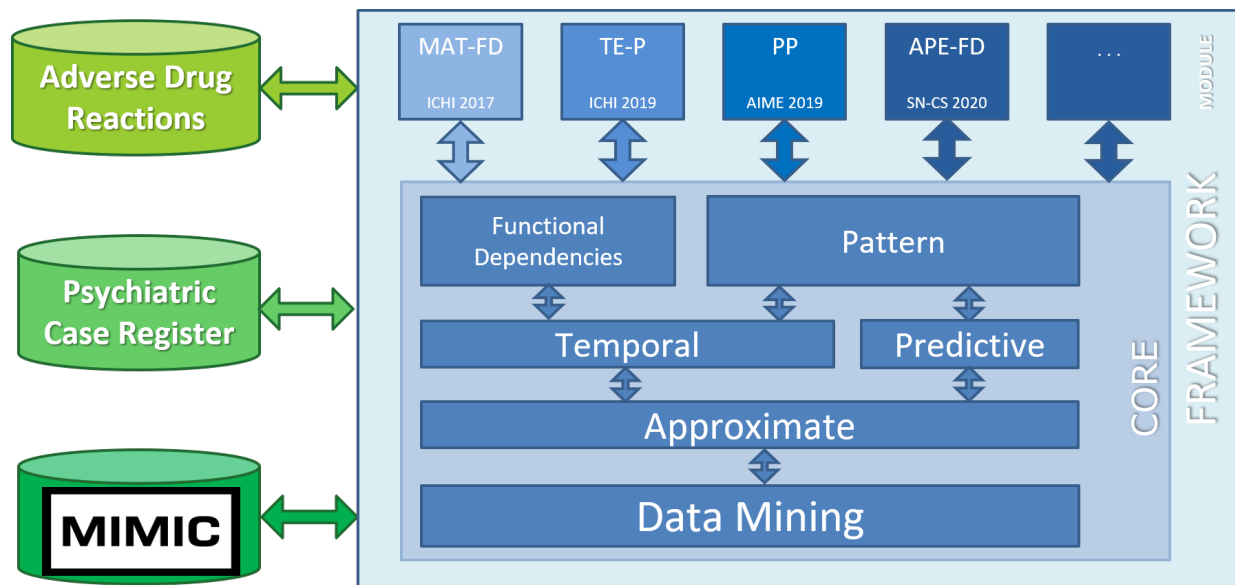 Adverse Drug
Reactions
Psychiatric
Case Register
MIMIC
MAT-FD
ICHI 2017
TE-P
ICHI 2019
PP
AIME 2019
APE-FD
SN-CS 2020
...
MODULE
Functional
Dependencies
Pattern
Temporal
Predictive
Approximate
Data Mining
CORE
FRAMEWORK